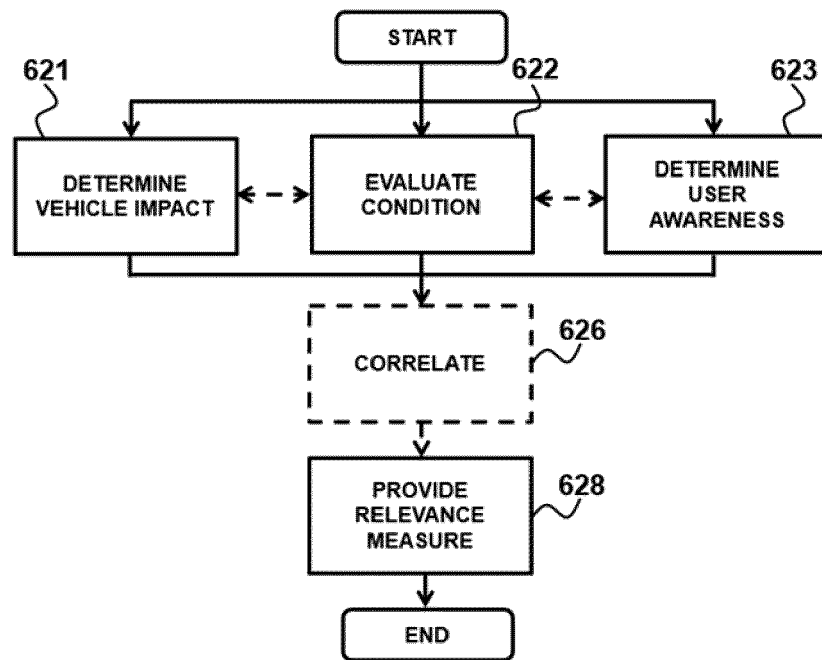 START
621
622
623
DETERMINE
VEHICLE IMPACT
EVALUATE
CONDITION
DETERMINE
USER
AWARENESS
626
CORRELATE
628
PROVIDE
RELEVANCE
MEASURE
END